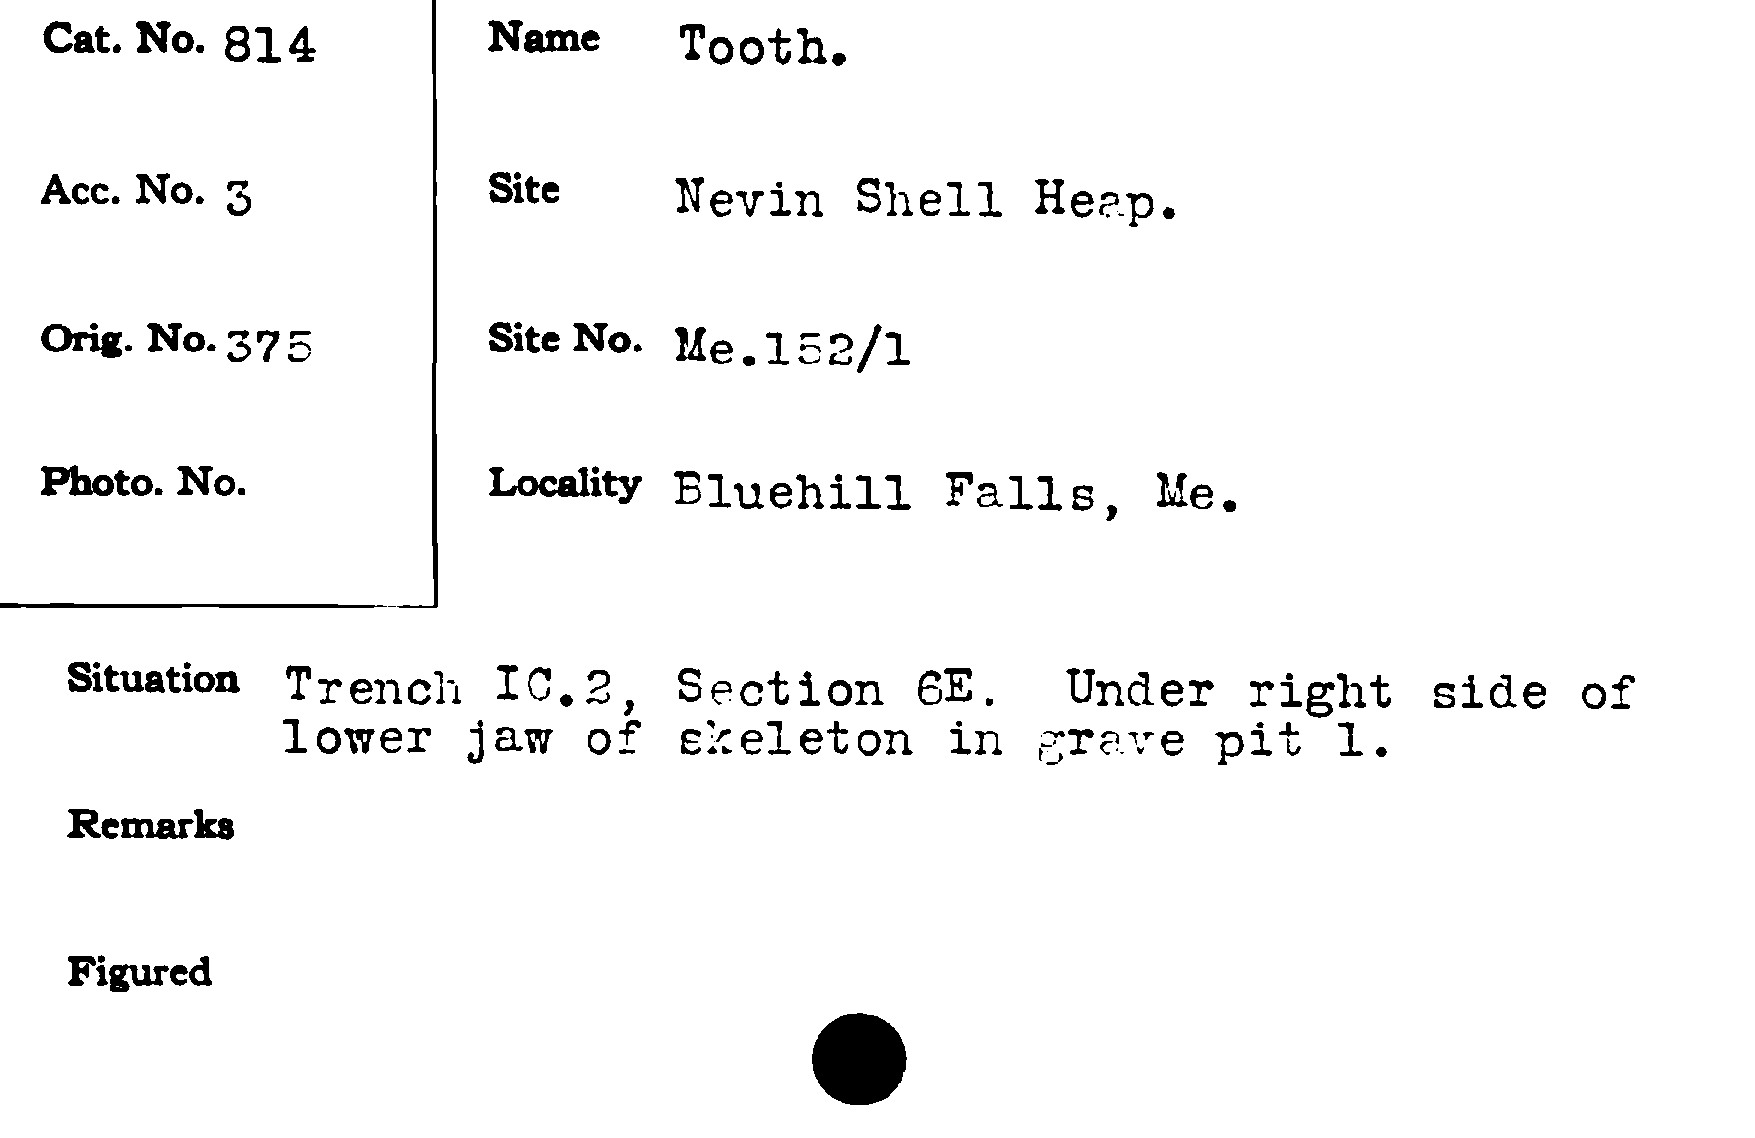 Cat. No. 814
Name Tooth.
Acc. No. 3
Site Nevin Shell Heap.
Orig. No. 375
Site No. Me.152/1
Photo. No.
Locality Bluehill Falls, Me.
Situation Trench IC.2, Section 6E. Under right side of
lower jaw of skeleton in grave pit 1.
Remarks
Figured